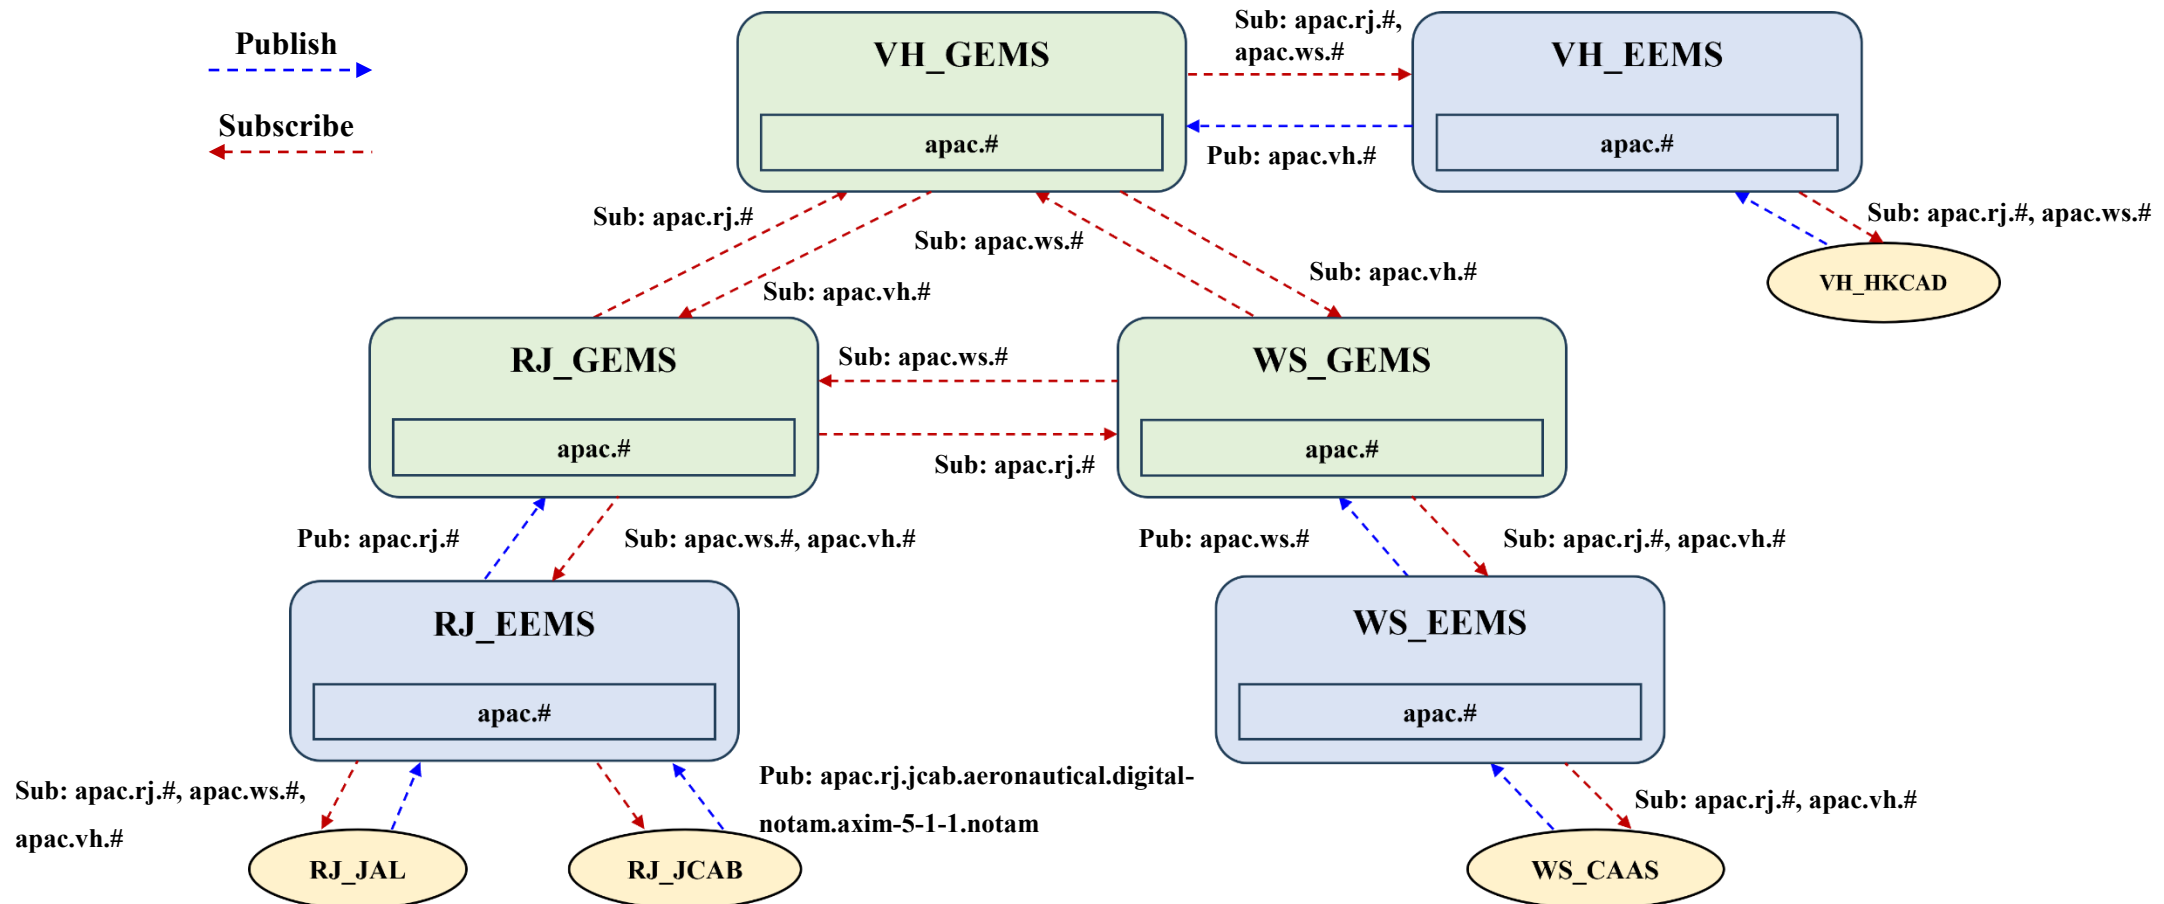 Publish
Subscribe
VH_GEMS
apac.#
Sub: apac.rj.#,
apac.ws.#
Pub: apac.vh.#
VH_EEMS
apac.#
Sub: apac.rj.#, apac.ws.#
VH_HKCAD
Sub: apac.rj.#
Sub: apac.vh.#
Sub: apac.ws.#
Sub: apac.vh.#
RJ_GEMS
apac.#
Sub: apac.ws.#
Sub: apac.rj.#
WS_GEMS
apac.#
Pub: apac.rj.#
Sub: apac.ws.#, apac.vh.#
Pub: apac.ws.#
Sub: apac.rj.#, apac.vh.#
RJ_EEMS
apac.#
WS_EEMS
apac.#
Sub: apac.rj.#, apac.ws.#,
apac.vh.#
Pub: apac.rj.jcab.aeronautical.digital-
notam.axim-5-1-1.notam
Sub: apac.rj.#, apac.vh.#
RJ_JAL
RJ_JCAB
WS_CAAS